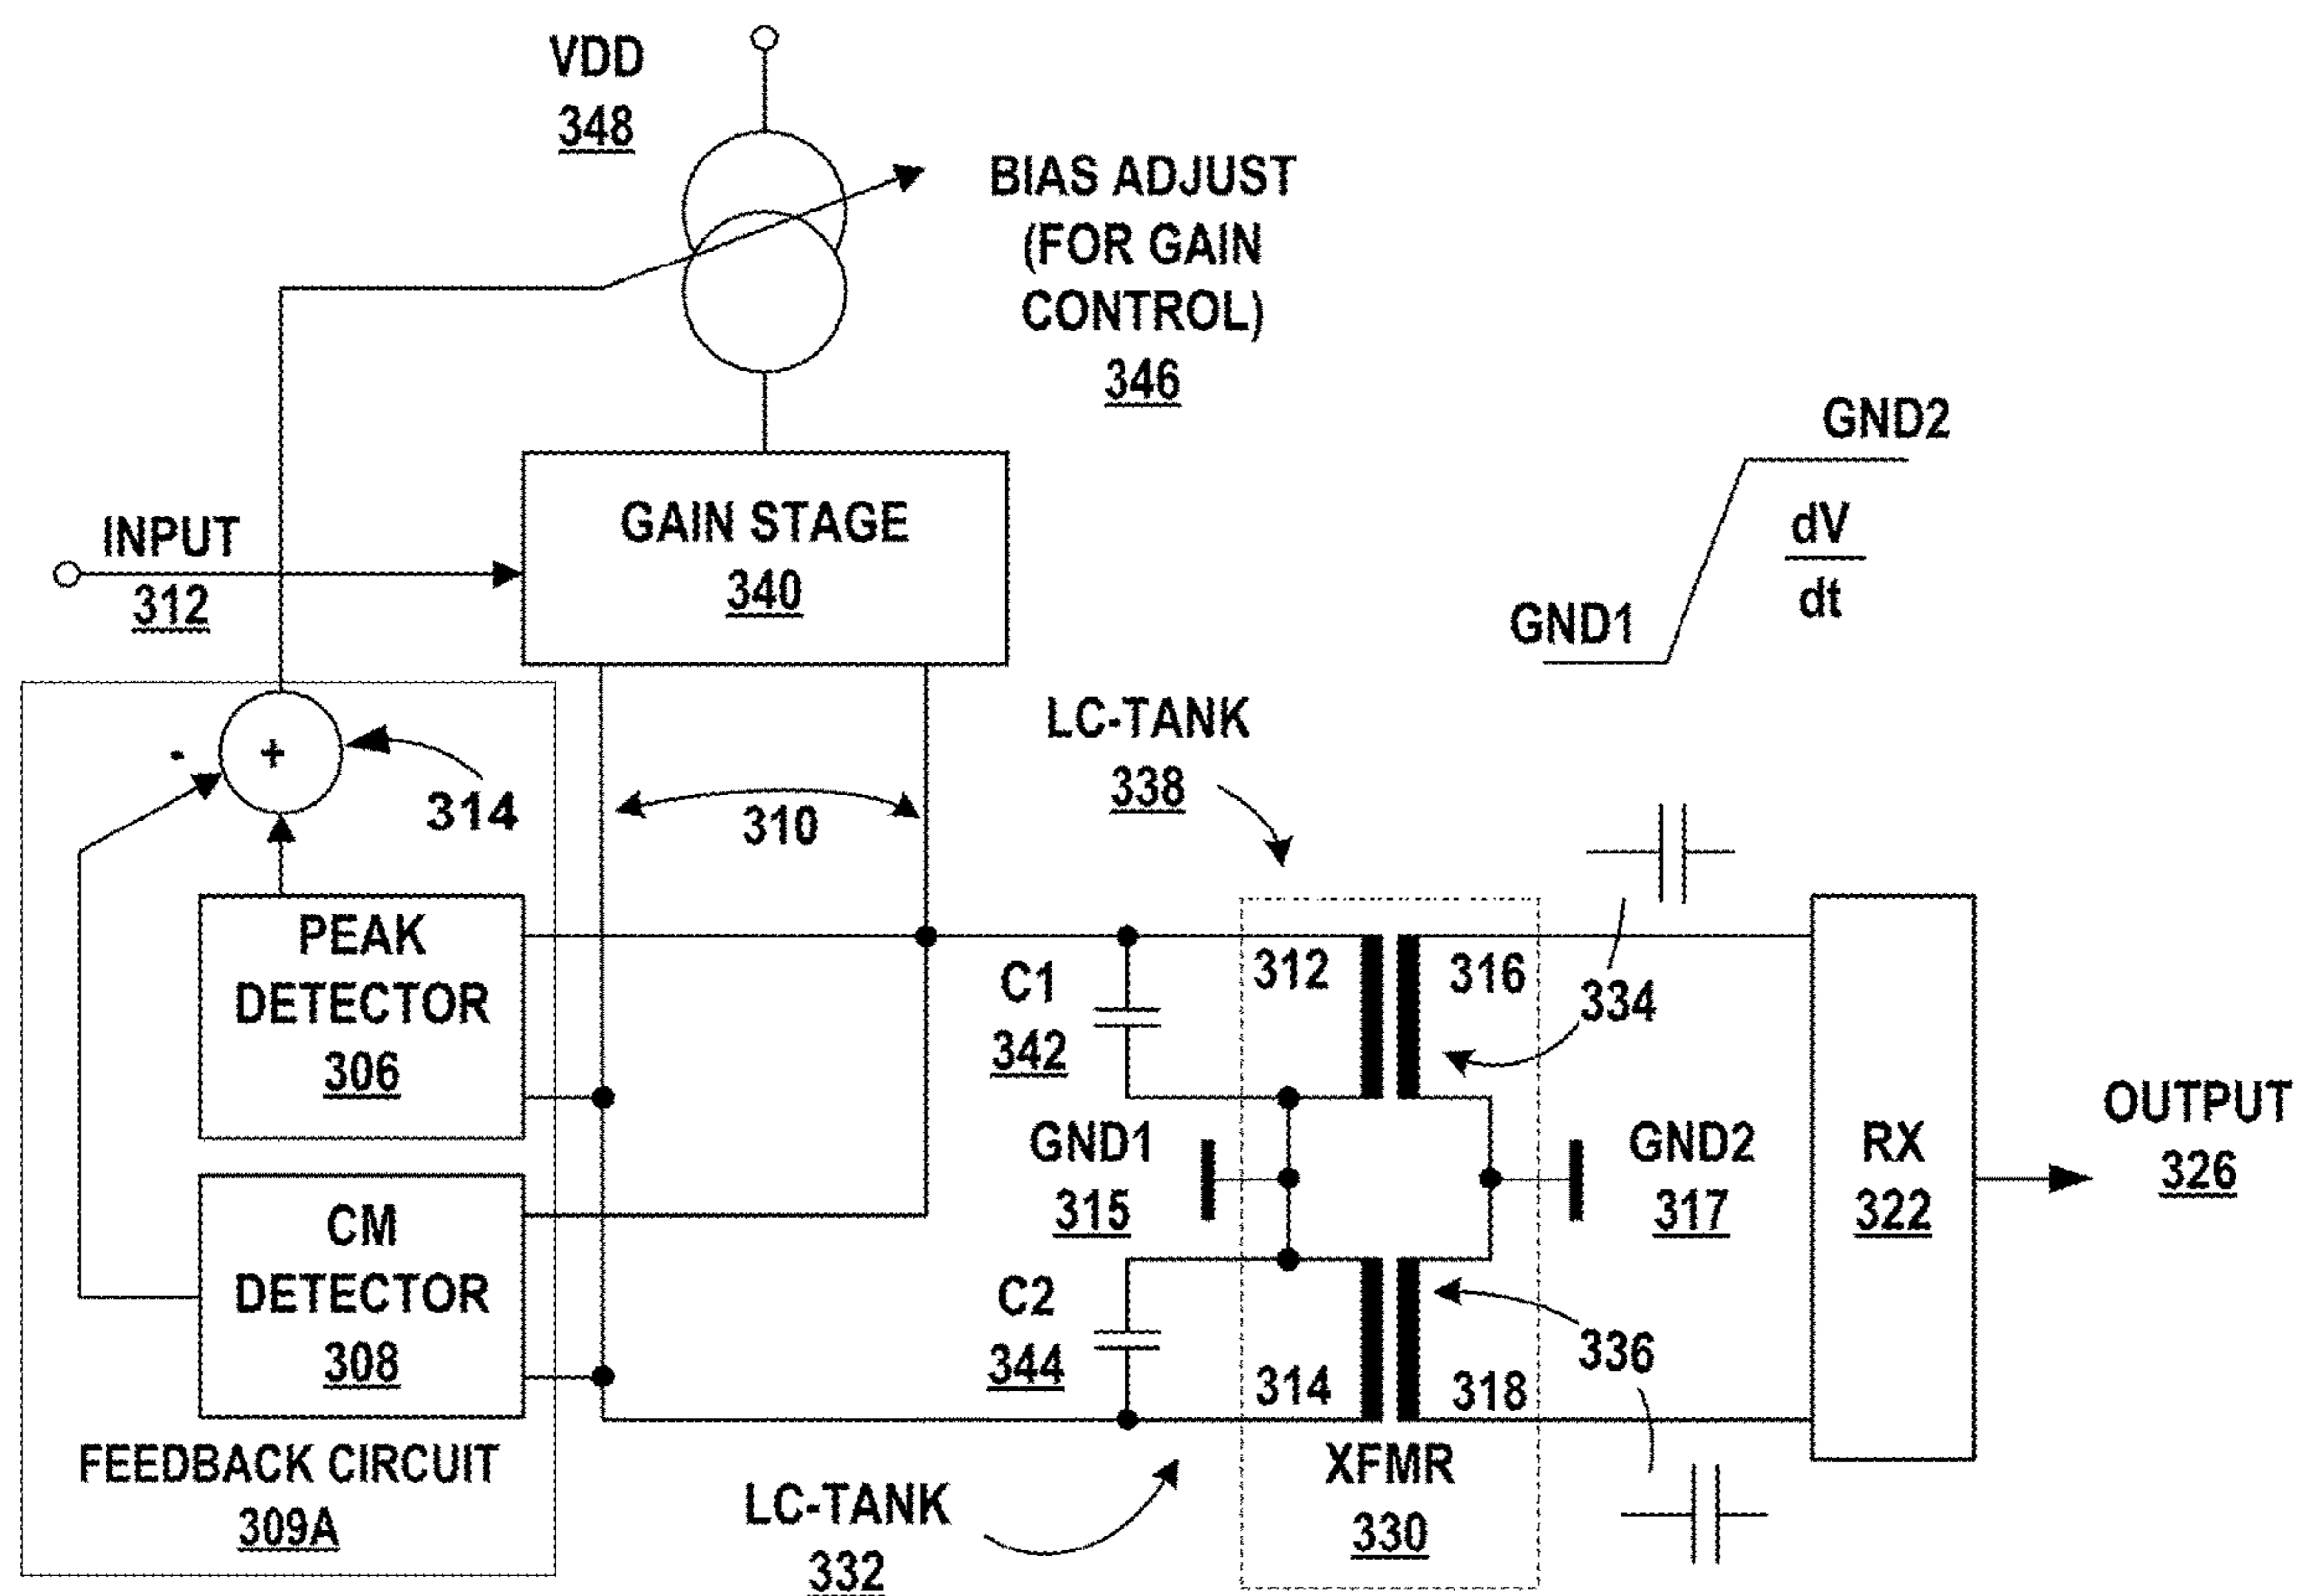 VDD
348
BIAS ADJUST
(FOR GAIN
CONTROL)
346
GND2
dV
dt
GND1
INPUT
312
GAIN STAGE
340
-
+
314
310
LC-TANK
338
PEAK
DETECTOR
306
C1
342
312
316
334
GND1
315
GND2
317
RX
322
OUTPUT
326
CM
DETECTOR
308
C2
344
314
318
336
FEEDBACK CIRCUIT
309A
LC-TANK
332
XFMR
330